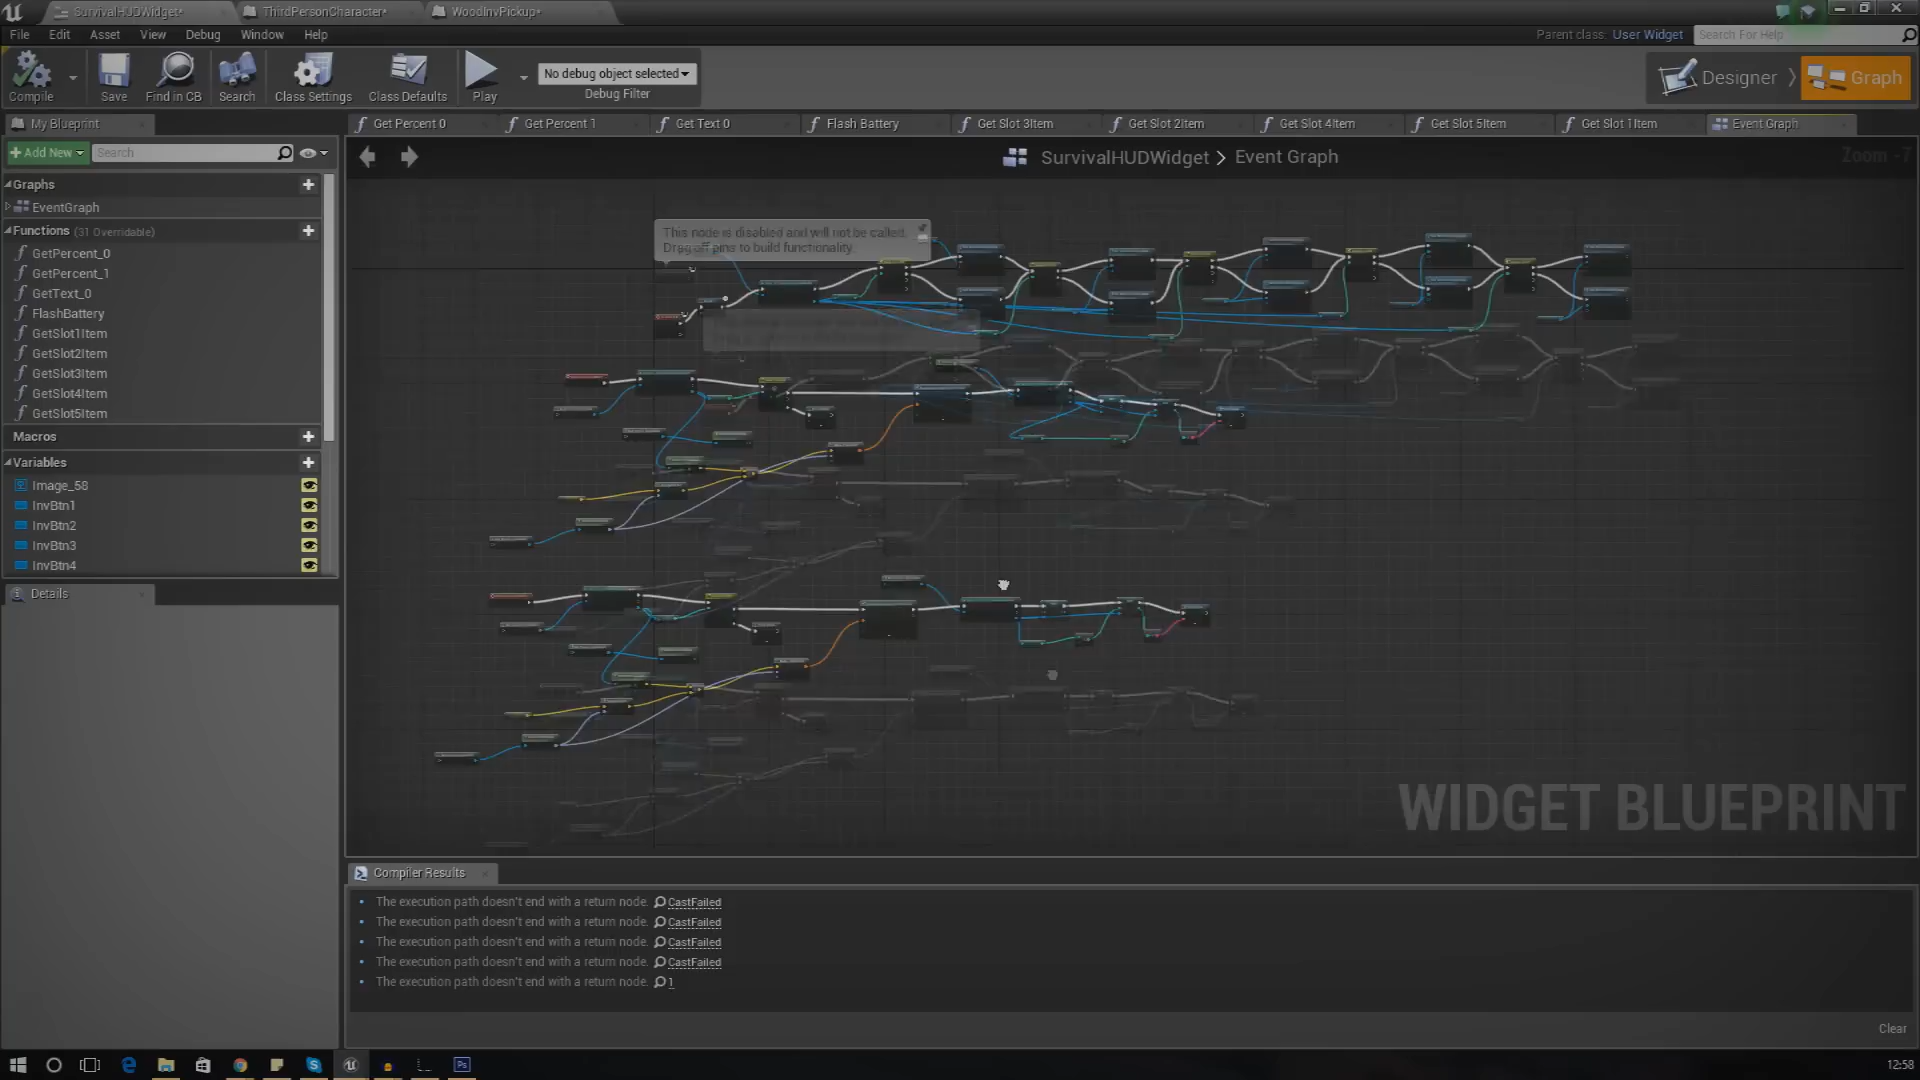 SurvivalHUDWidget*
ThirdPersonCharacter*
WoodInvPickup*
File Edit Asset View Debug Window Help
Parent class: User Widget
Search For Help
Compile
Save
Find in CB
Search
Class Settings
Class Defaults
Play
No debug object selected
Debug Filter
Designer
Graph
My Blueprint
Get Percent 0
Get Percent 1
Get Text 0
Flash Battery
Get Slot 3Item
Get Slot 2Item
Get Slot 4Item
Get Slot 5Item
Get Slot 1Item
Event Graph
Add New
Search
SurvivalHUDWidget > Event Graph
Zoom -7
Graphs
EventGraph
Functions (31 Overridable)
GetPercent_0
GetPercent_1
GetText_0
FlashBattery
GetSlot1Item
GetSlot2Item
GetSlot3Item
GetSlot4Item
GetSlot5Item
Macros
Variables
Image_58
InvBtn1
InvBtn2
InvBtn3
InvBtn4
Details
This node is disabled and will not be called.
Drag off pins to build functionality.
WIDGET BLUEPRINT
Compiler Results
The execution path doesn't end with a return node. CastFailed
The execution path doesn't end with a return node. CastFailed
The execution path doesn't end with a return node. CastFailed
The execution path doesn't end with a return node. CastFailed
The execution path doesn't end with a return node. 1
Clear
Ps
12:58